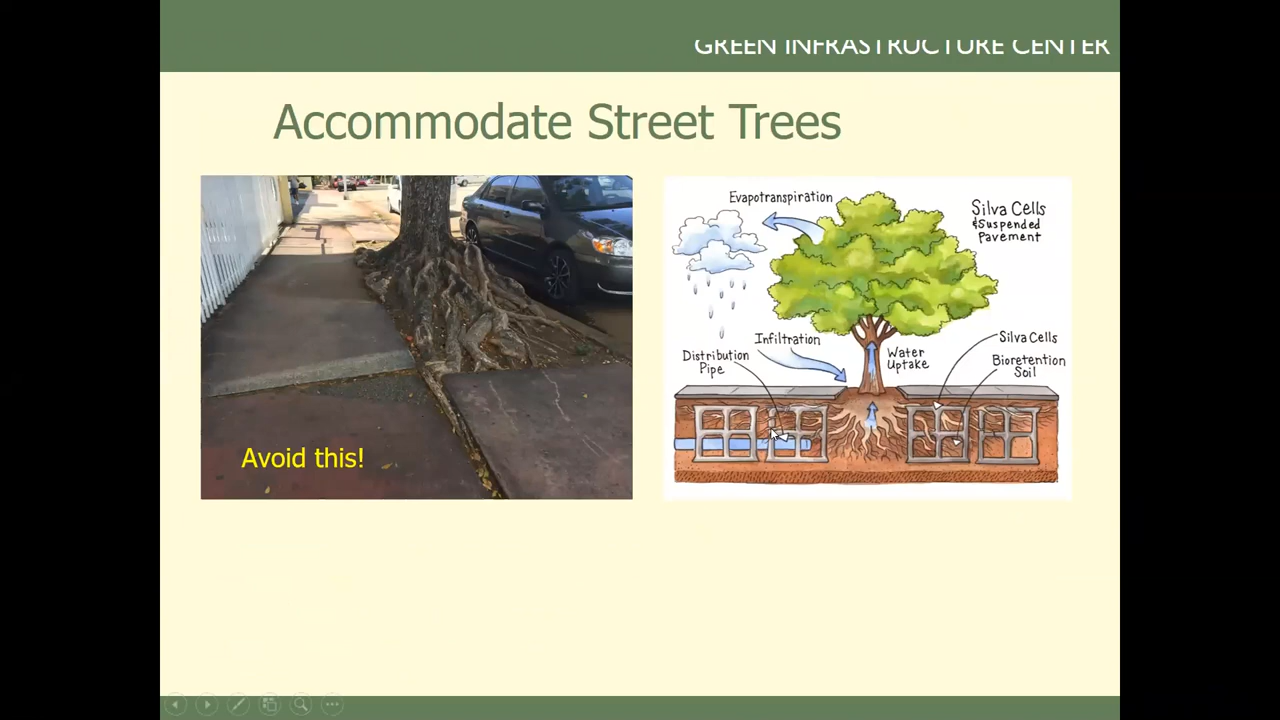 GREEN INFRASTRUCTURE CENTER
Accommodate Street Trees
Avoid this!
Evapotranspiration
Silva Cells
& Suspended
Pavement
Infiltration
Distribution
Pipe
Water
Uptake
Silva Cells
Bioretention
Soil